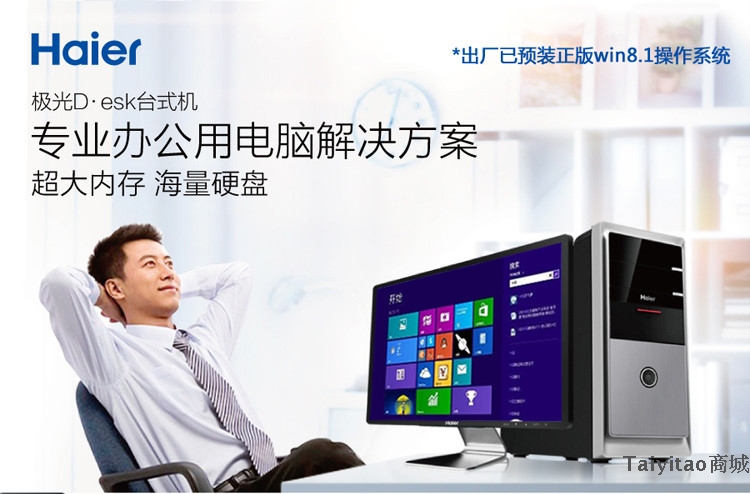 Haier
*出厂已预装正版win8.1操作系统
极光D·esk台式机
专业办公用电脑解决方案
超大内存 海量硬盘
开始
搜索
Haier
Haier
Taiyitao商城